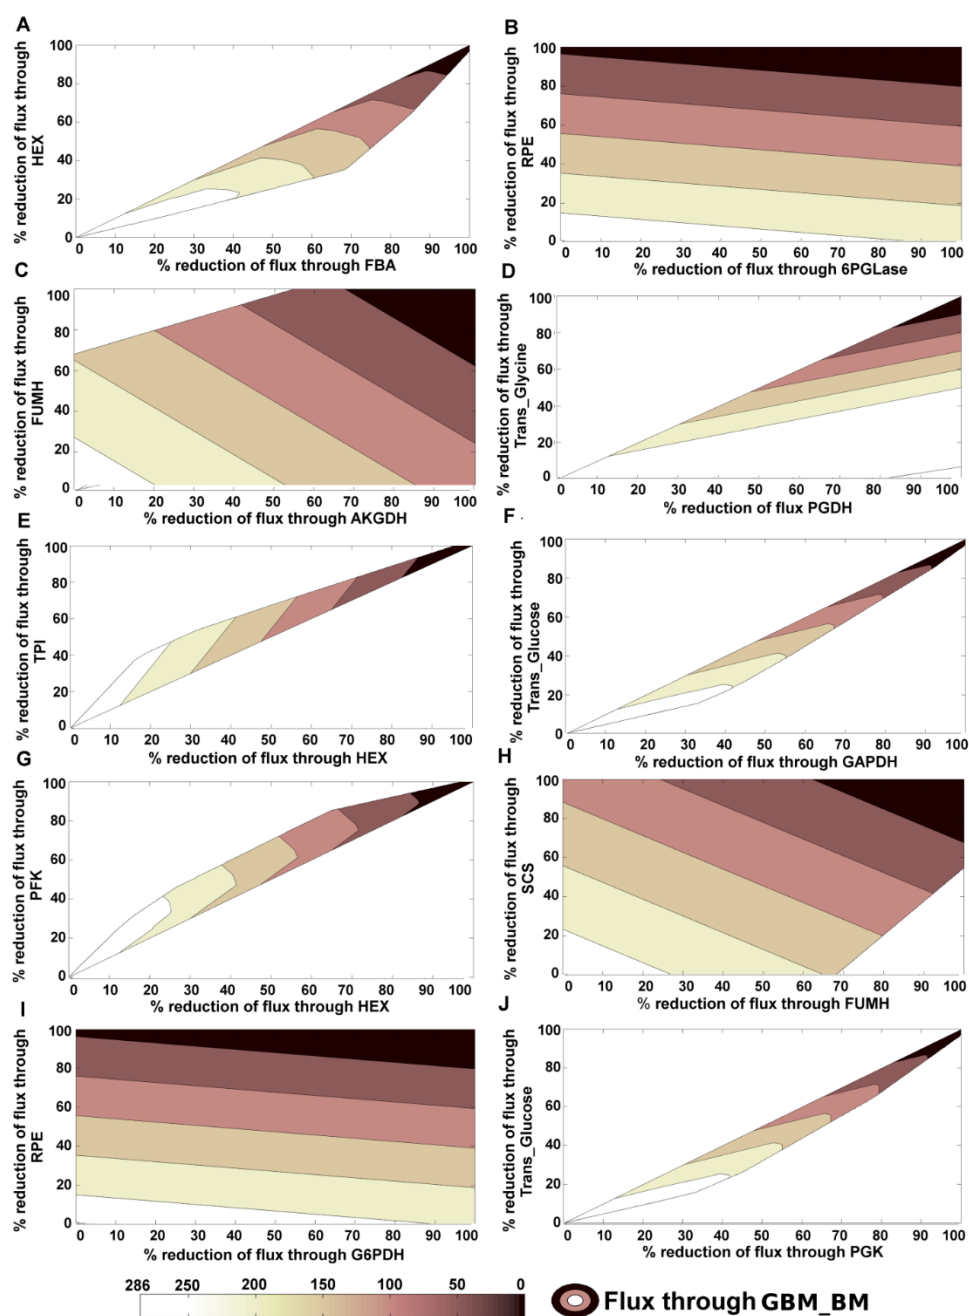 A
% reduction of flux through
HEX
100
80
60
40
20
0
0 10 20 30 40 50 60 70 80 90 100
% reduction of flux through FBA
B
% reduction of flux through
RPE
100
80
60
40
20
0
0 10 20 30 40 50 60 70 80 90 100
% reduction of flux through 6PGLase
C
% reduction of flux through
FUMH
100
80
60
40
20
0
0 10 20 30 40 50 60 70 80 90 100
% reduction of flux through AKGDH
D
% reduction of flux through
Trans_Glycine
100
80
60
40
20
0
0 10 20 30 40 50 60 70 80 90 100
% reduction of flux PGDH
E
% reduction of flux through
TPI
100
80
60
40
20
0
0 10 20 30 40 50 60 70 80 90 100
% reduction of flux through HEX
F
% reduction of flux through
Trans_Glucose
100
80
60
40
20
0
0 10 20 30 40 50 60 70 80 90 100
% reduction of flux through GAPDH
G
% reduction of flux through
PFK
100
80
60
40
20
0
0 10 20 30 40 50 60 70 80 90 100
% reduction of flux through HEX
H
% reduction of flux through
SCS
100
80
60
40
20
0
0 10 20 30 40 50 60 70 80 90 100
% reduction of flux through FUMH
I
% reduction of flux through
RPE
100
80
60
40
20
0
0 10 20 30 40 50 60 70 80 90 100
% reduction of flux through G6PDH
J
% reduction of flux through
Trans_Glucose
100
80
60
40
20
0
0 10 20 30 40 50 60 70 80 90 100
% reduction of flux through PGK
286 250 200 150 100 50 0
Flux through GBM_BM